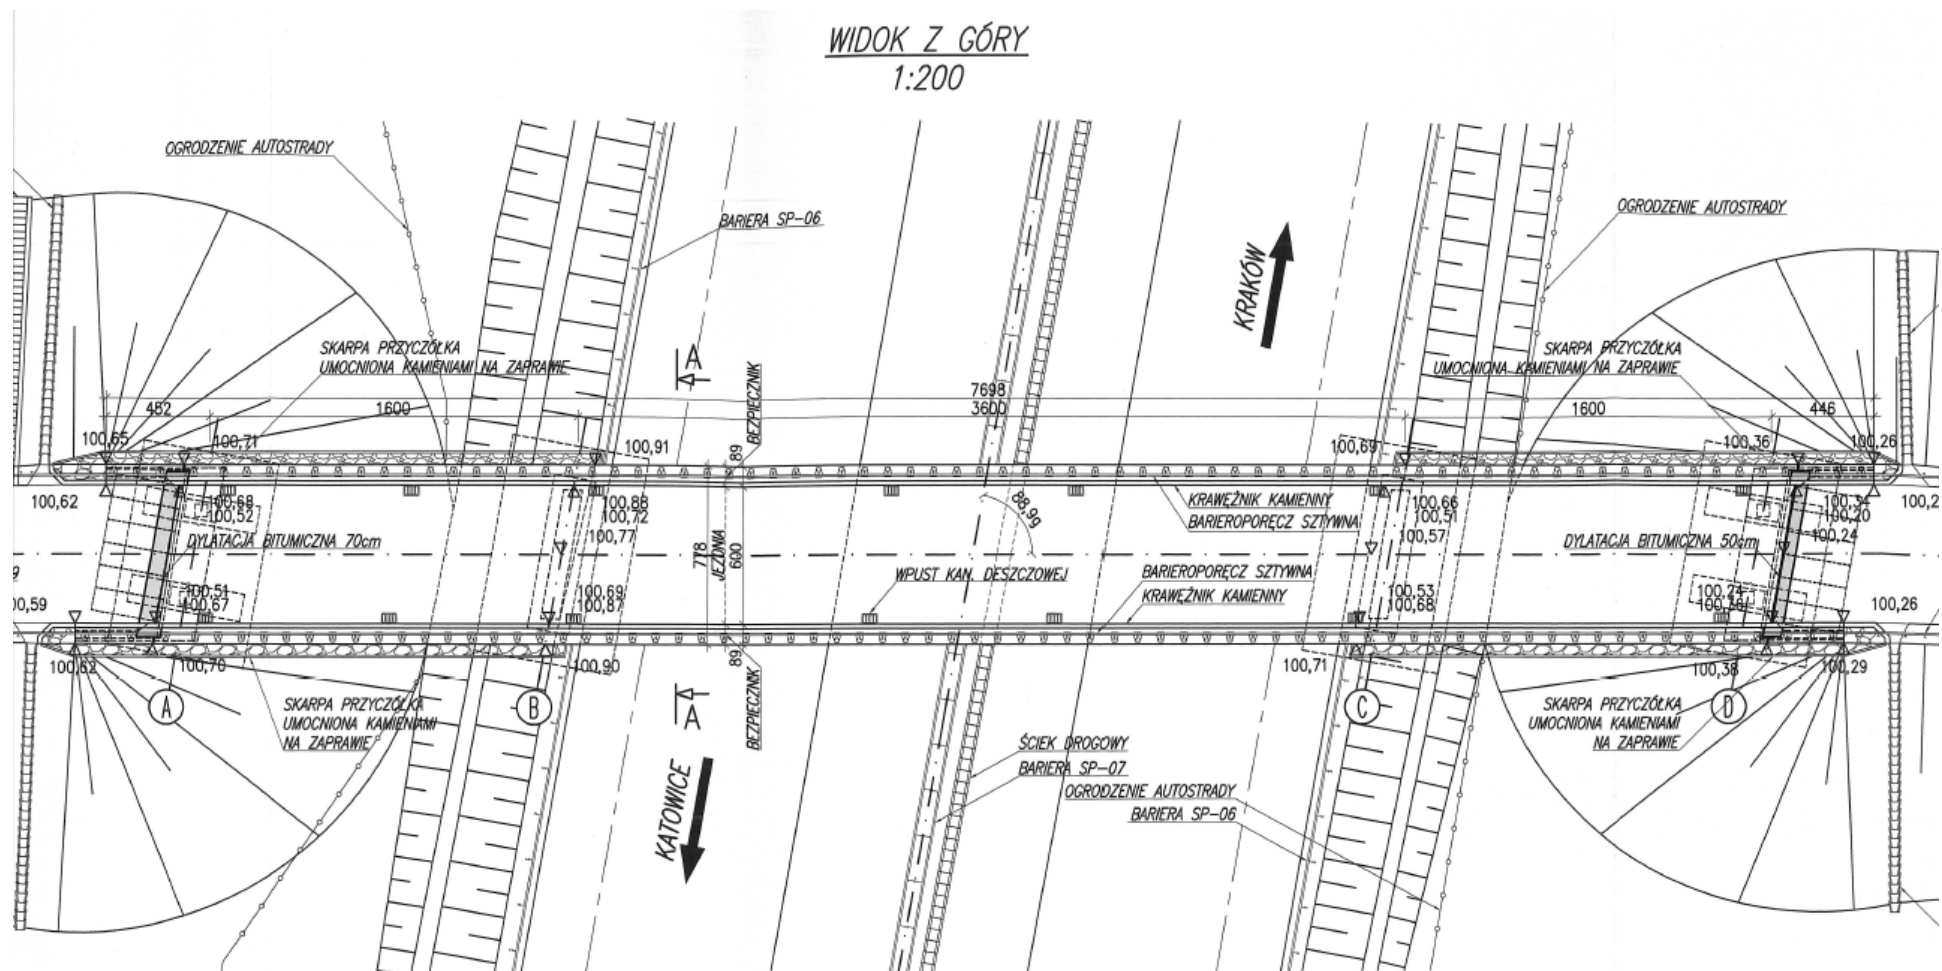 WIDOK Z GÓRY
1:200
OGRODZENIE AUTOSTRADY
BARIERA SP-06
OGRODZENIE AUTOSTRADY
KRAKÓW
SKARPA PRZYCZÓŁKA
UMOCNIONA KAMIENIAMI NA ZAPRAWIE
A
BEZPIECZNIK
SKARPA PRZYCZÓŁKA
UMOCNIONA KAMIENIAMI NA ZAPRAWIE
7698
452
1600
3600
1600
446
100,65
100,71
100,91
89
100,69
100,36
100,26
100,62
100,68
100,52
100,88
100,72
100,77
88,9g
KRAWĘŻNIK KAMIENNY
BARIEROPORĘCZ SZTYWNA
100,66
100,51
100,57
100,34
100,20
100,24
100,2
DYLATACJA BITUMICZNA 70cm
778
JEZDNIA
600
DYLATACJA BITUMICZNA 50cm
WPUST KAN. DESZCZOWEJ
BARIEROPORĘCZ SZTYWNA
KRAWĘŻNIK KAMIENNY
9
00,59
100,51
100,67
100,69
100,87
100,53
100,68
100,24
100,26
100,62
100,70
100,90
89
100,71
100,38
100,29
A
B
C
D
A
BEZPIECZNIK
SKARPA PRZYCZÓŁKA
UMOCNIONA KAMIENIAMI
NA ZAPRAWIE
SKARPA PRZYCZÓŁKA
UMOCNIONA KAMIENIAMI
NA ZAPRAWIE
KATOWICE
ŚCIEK DROGOWY
BARIERA SP-07
OGRODZENIE AUTOSTRADY
BARIERA SP-06